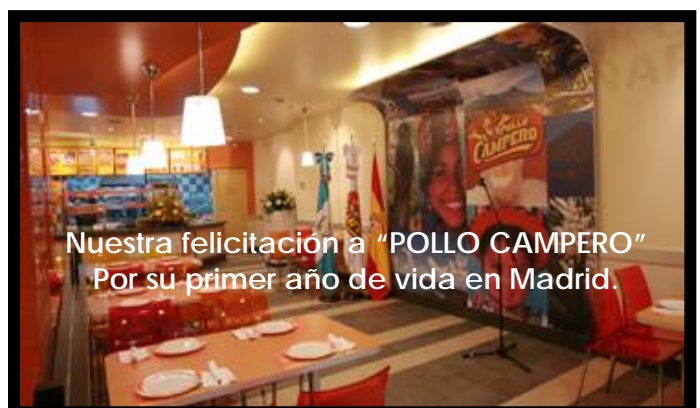 POLLO
CAMPERO
Nuestra felicitación a “POLLO CAMPERO”
Por su primer año de vida en Madrid.